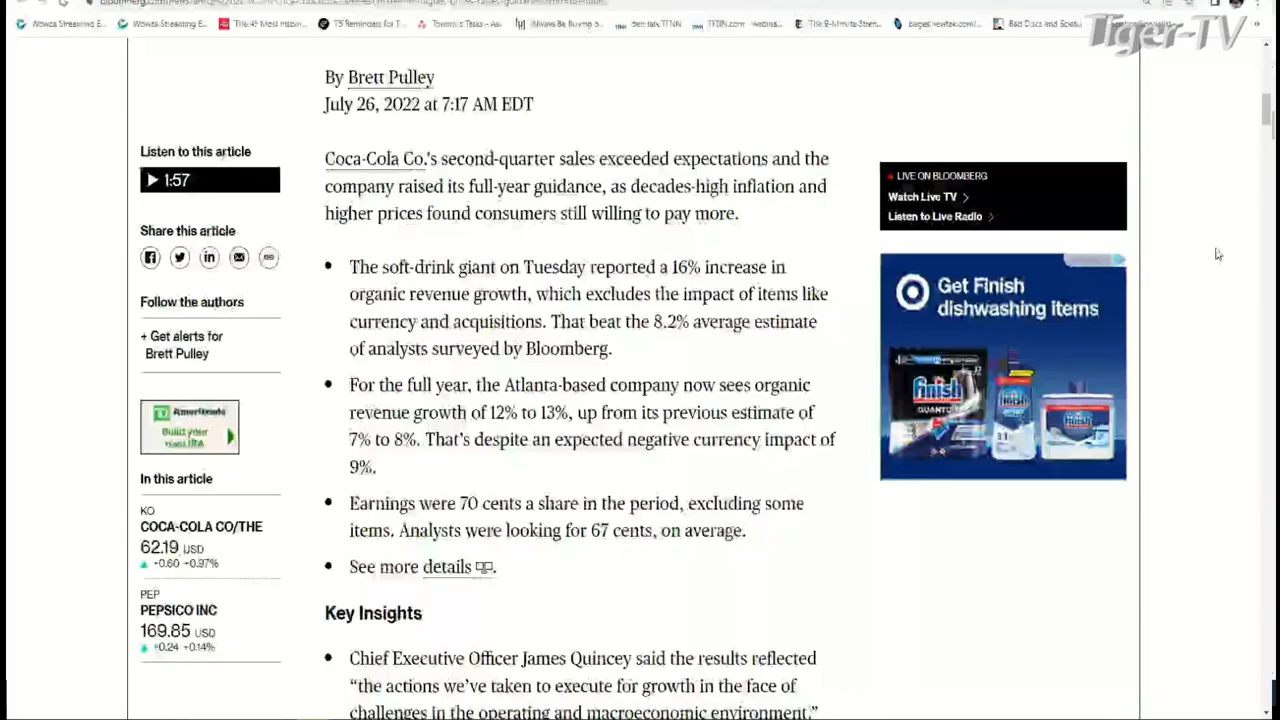 Tiger-TV
By Brett Pulley
July 26, 2022 at 7:17 AM EDT
Listen to this article
1:57
Share this article
Follow the authors
+ Get alerts for
Brett Pulley
Ameritrade
Build your
own IRA
In this article
KO
COCA-COLA CO/THE
62.19 USD
+0.60 +0.97%
PEP
PEPSICO INC
169.85 USD
+0.24 +0.14%
Coca-Cola Co.'s second-quarter sales exceeded expectations and the
company raised its full-year guidance, as decades-high inflation and
higher prices found consumers still willing to pay more.
• The soft-drink giant on Tuesday reported a 16% increase in
organic revenue growth, which excludes the impact of items like
currency and acquisitions. That beat the 8.2% average estimate
of analysts surveyed by Bloomberg.
• For the full year, the Atlanta-based company now sees organic
revenue growth of 12% to 13%, up from its previous estimate of
7% to 8%. That's despite an expected negative currency impact of
9%.
• Earnings were 70 cents a share in the period, excluding some
items. Analysts were looking for 67 cents, on average.
• See more details.
Key Insights
• Chief Executive Officer James Quincey said the results reflected
“the actions we've taken to execute for growth in the face of
challenges in the operating and macroeconomic environment.”
LIVE ON BLOOMBERG
Watch Live TV
Listen to Live Radio
Get Finish
dishwashing items
finish
QUANTUM
finish
finish